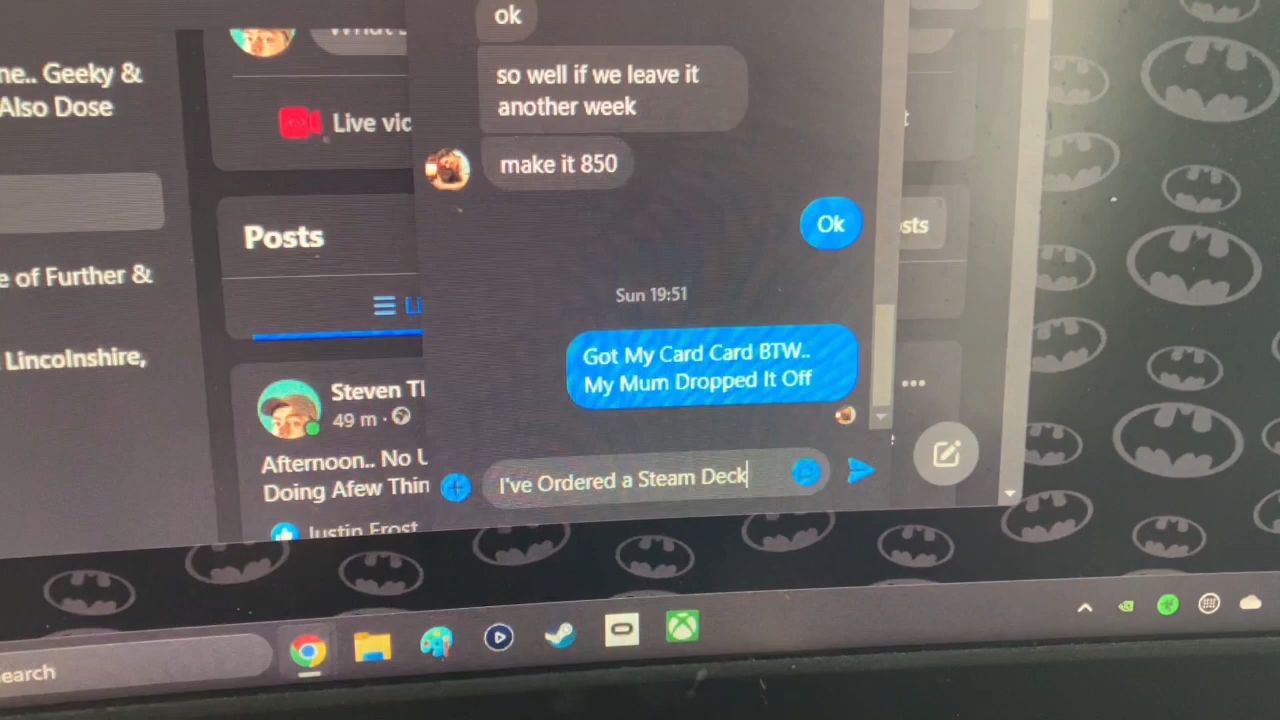 ok
so well if we leave it
another week
make it 850
Ok
Sun 19:51
Got My Card Card BTW..
My Mum Dropped It Off
I've Ordered a Steam Deck
ne.. Geeky &
Also Dose
e of Further &
Lincolnshire,
Live vic
Posts
sts
Steven Tl
49 m ·
Afternoon.. No U
Doing Afew Thin
Justin Frost
earch